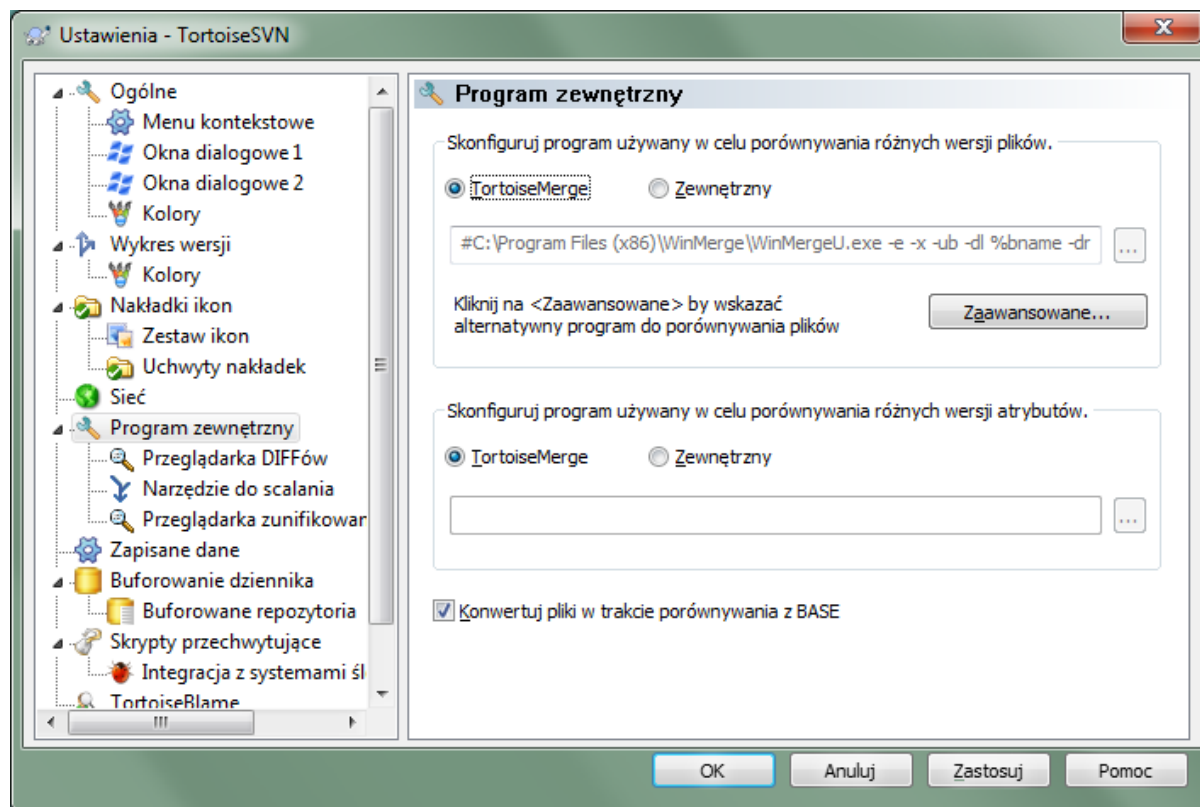 Ustawienia - TortoiseSVN
Ogólne
Menu kontekstowe
Okna dialogowe 1
Okna dialogowe 2
Kolory
Wykres wersji
Kolory
Nakładki ikon
Zestaw ikon
Uchwyty nakładek
Sieć
Program zewnętrzny
Przeglądarka DIFFów
Narzędzie do scalania
Przeglądarka zunifikowar
Zapisane dane
Buforowanie dziennika
Buforowane repozytoria
Skrypty przechwytujące
Integracja z systemami śl
TortoiseBlame
Program zewnętrzny
Skonfiguruj program używany w celu porównywania różnych wersji plików.
TortoiseMerge
Zewnętrzny
#C:\Program Files (x86)\WinMerge\WinMergeU.exe -e -x -ub -dl %bname -dr
...
Kliknij na <Zaawansowane> by wskazać
alternatywny program do porównywania plików
Zaawansowane...
Skonfiguruj program używany w celu porównywania różnych wersji atrybutów.
TortoiseMerge
Zewnętrzny
...
Konwertuj pliki w trakcie porównywania z BASE
OK
Anuluj
Zastosuj
Pomoc